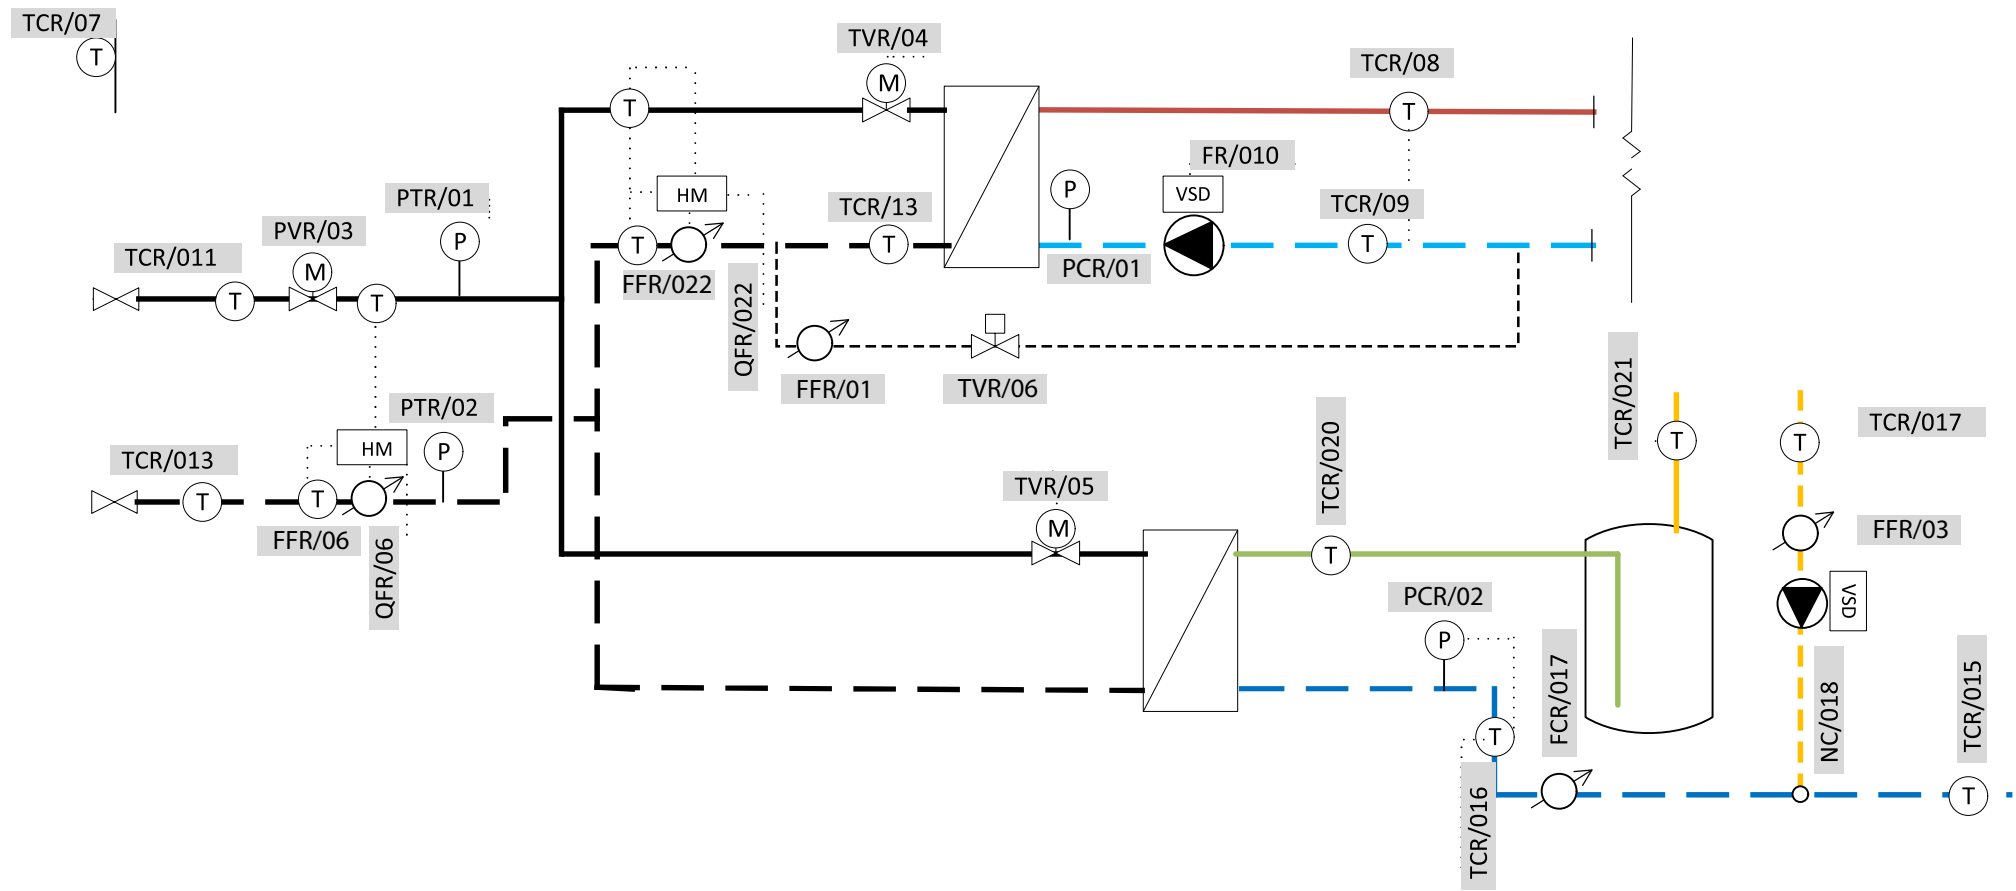 TCR/07
T
TVR/04
M
TCR/08
T
T
FR/010
VSD
HM
P
PTR/01
P
TCR/13
T
TCR/09
T
PVR/03
M
TCR/011
T
T
T
FFR/022
QFR/022
PCR/01
FFR/01
TVR/06
TCR/021
T
PTR/02
P
TCR/017
T
TCR/020
T
HM
TCR/013
T
T
FFR/06
QFR/06
TVR/05
M
FFR/03
VSD
PCR/02
P
FCR/017
NC/018
TCR/015
T
T
TCR/016